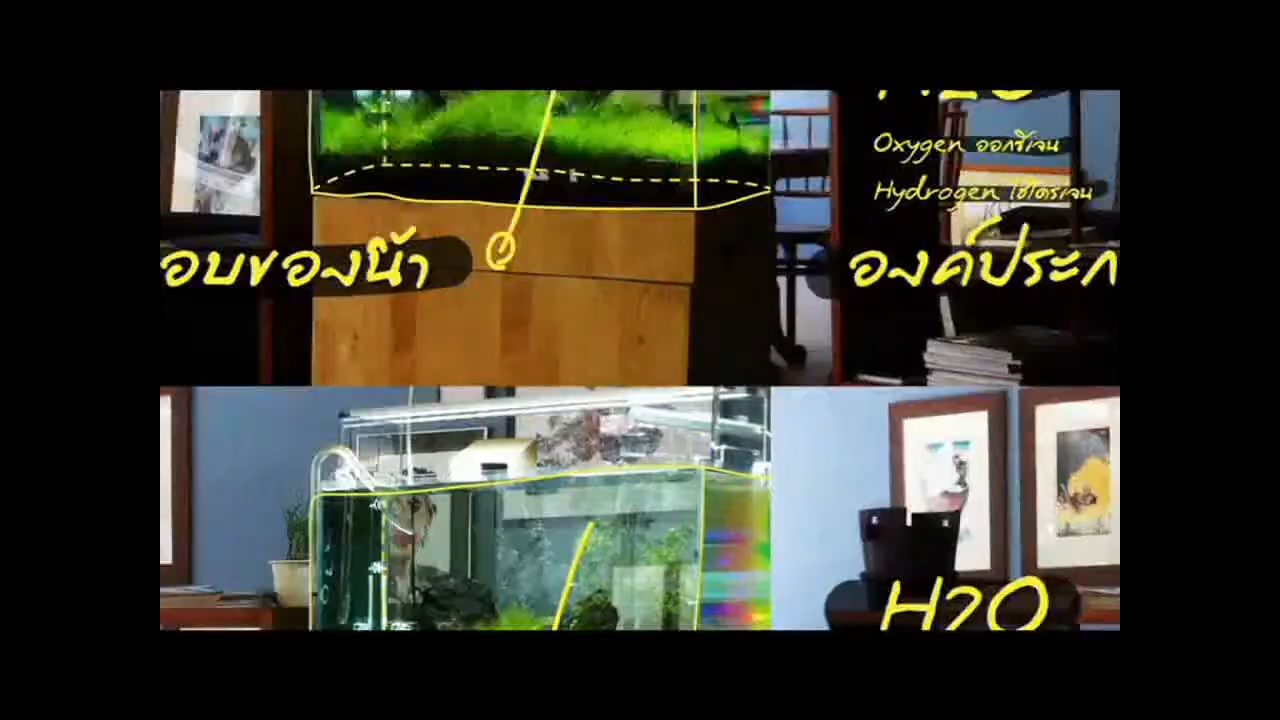 Oxygen ออกซิเจน
Hydrogen ไฮโดรเจน
อบของน้ำ
องค์ประก
H2O